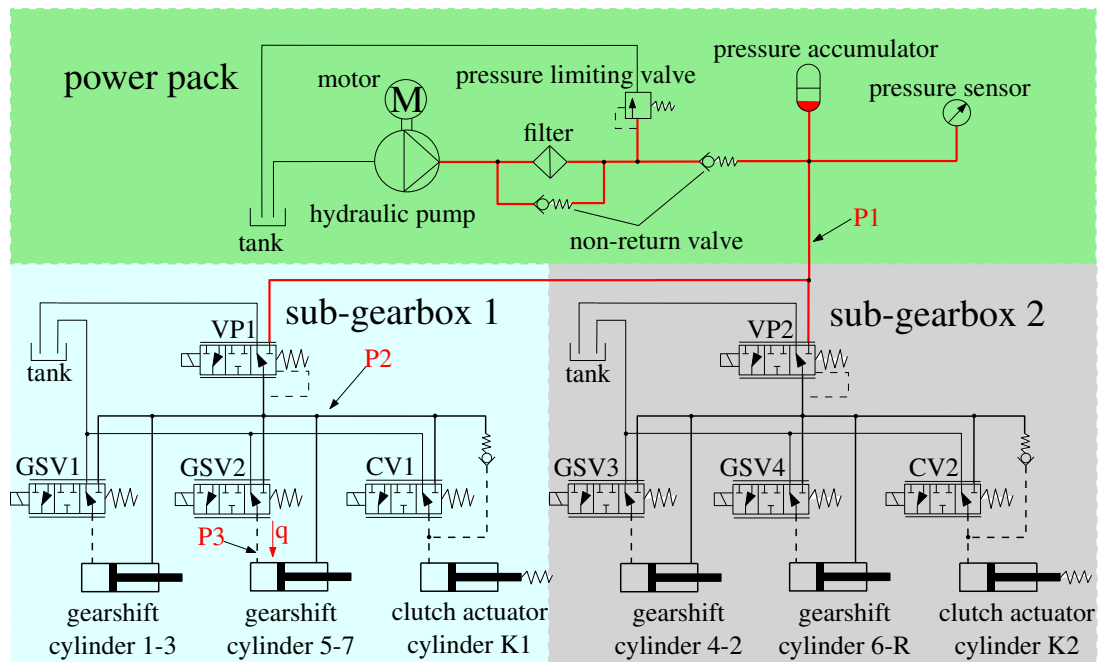 power pack
motor
M
hydraulic pump
tank
filter
pressure limiting valve
non-return valve
pressure accumulator
pressure sensor
P1
sub-gearbox 1
VP1
tank
P2
GSV1
GSV2
CV1
P3
q
gearshift
cylinder 1-3
gearshift
cylinder 5-7
clutch actuator
cylinder K1
sub-gearbox 2
VP2
tank
GSV3
GSV4
CV2
gearshift
cylinder 4-2
gearshift
cylinder 6-R
clutch actuator
cylinder K2